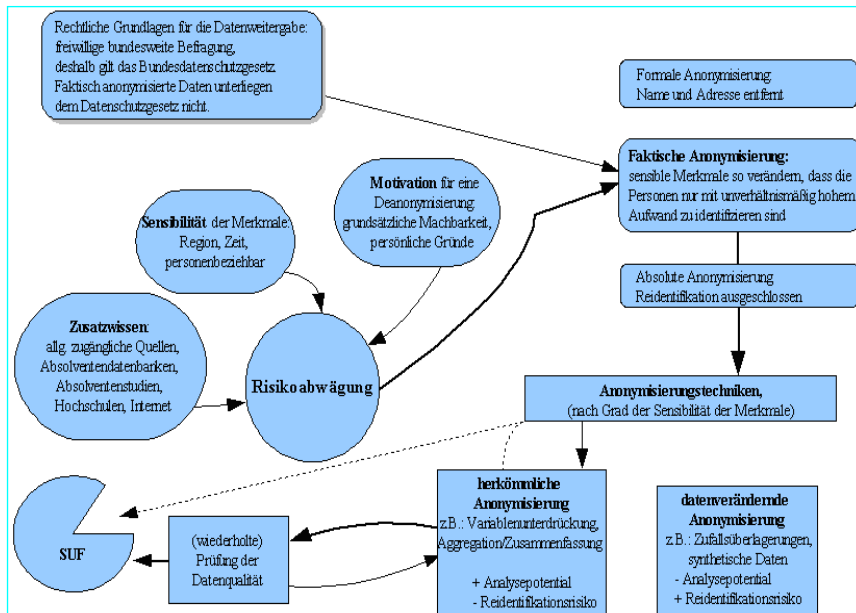 Rechtliche Grundlagen für die Datenweitergabe:
freiwillige bundesweite Befragung,
deshalb gilt das Bundesdatenschutzgesetz.
Faktisch anonymisierte Daten unterliegen
dem Datenschutzgesetz nicht.
Formale Anonymisierung:
Name und Adresse entfernt
Faktische Anonymisierung:
sensible Merkmale so verändern, dass die
Personen nur mit unverhältnismäßig hohem
Aufwand zu identifizieren sind
Motivation für eine
Deanonymisierung:
grundsätzliche Machbarkeit,
persönliche Gründe
Sensibilität der Merkmale:
Region, Zeit,
personenbeziehbar
Absolute Anonymisierung
Reidentifikation ausgeschlossen
Zusatzwissen:
allg. zugängliche Quellen,
Absolventendatenbanken,
Absolventenstudien,
Hochschulen, Internet
Risikoabwägung
Anonymisierungstechniken,
(nach Grad der Sensibilität der Merkmale)
herkömmliche
Anonymisierung
z.B.: Variablenunterdrückung,
Aggregation/Zusammenfassung
+ Analysepotential
- Reidentifikationsrisiko
datenverändernde
Anonymisierung
z.B.: Zufallsüberlagerungen,
synthetische Daten
- Analysepotential
+ Reidentifikationsrisiko
(wiederholte)
Prüfung der
Datenqualität
SUF